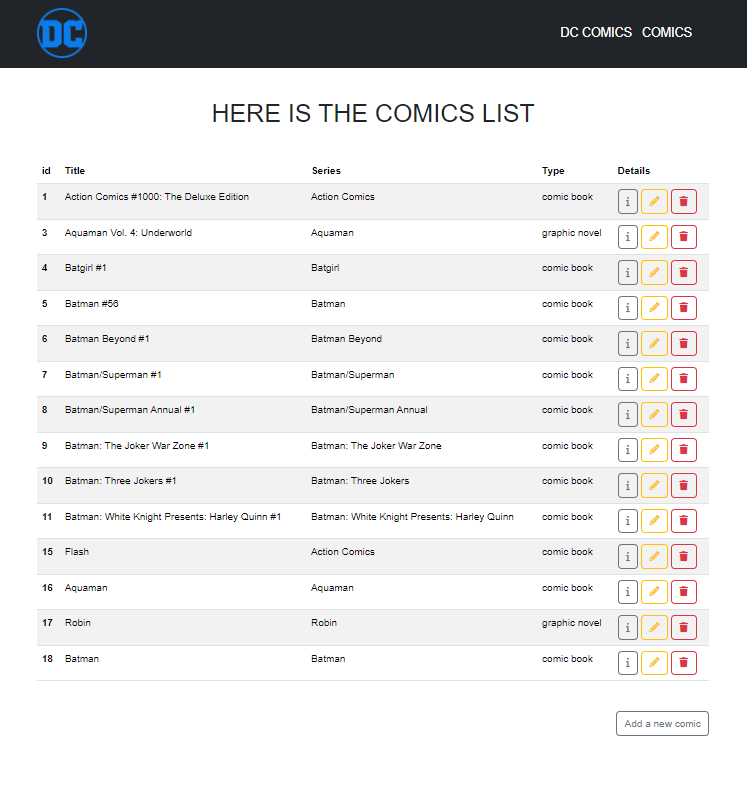 DC
DC COMICS COMICS
HERE IS THE COMICS LIST
id Title Series Type Details
1 Action Comics #1000: The Deluxe Edition Action Comics comic book i
3 Aquaman Vol. 4: Underworld Aquaman graphic novel i
4 Batgirl #1 Batgirl comic book i
5 Batman #56 Batman comic book i
6 Batman Beyond #1 Batman Beyond comic book i
7 Batman/Superman #1 Batman/Superman comic book i
8 Batman/Superman Annual #1 Batman/Superman Annual comic book i
9 Batman: The Joker War Zone #1 Batman: The Joker War Zone comic book i
10 Batman: Three Jokers #1 Batman: Three Jokers comic book i
11 Batman: White Knight Presents: Harley Quinn #1 Batman: White Knight Presents: Harley Quinn comic book i
15 Flash Action Comics comic book i
16 Aquaman Aquaman comic book i
17 Robin Robin graphic novel i
18 Batman Batman comic book i
Add a new comic